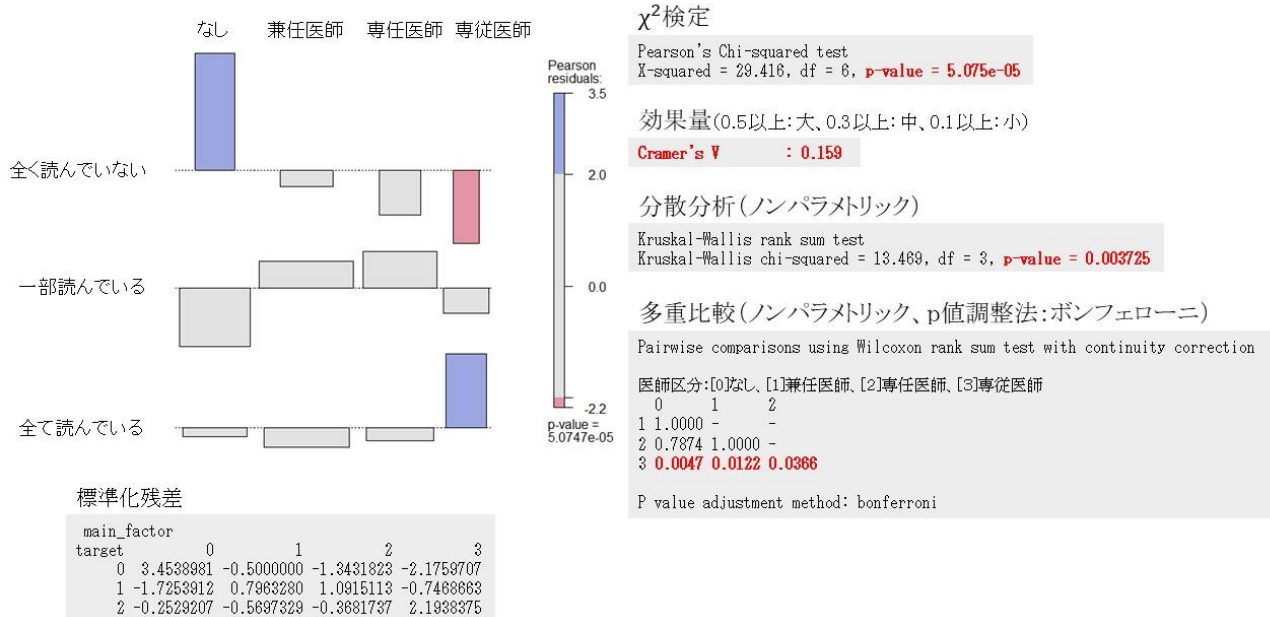 なし 兼任医師 専任医師 専従医師
全く読んでいない
一部読んでいる
全て読んでいる
Pearson
residuals:
3.5
2.0
0.0
-2.2
p-value =
5.0747e-05
標準化残差
main_factor
target 0 1 2 3
0 3.4538981 -0.5000000 -1.3431823 -2.1759707
1 -1.7253912 0.7963280 1.0915113 -0.7468663
2 -0.2529207 -0.5697329 -0.3681737 2.1938375
χ²検定
Pearson's Chi-squared test
X-squared = 29.416, df = 6, p-value = 5.075e-05
効果量(0.5以上:大、0.3以上:中、0.1以上:小)
Cramer's V : 0.159
分散分析(ノンパラメトリック)
Kruskal-Wallis rank sum test
Kruskal-Wallis chi-squared = 13.469, df = 3, p-value = 0.003725
多重比較(ノンパラメトリック、p値調整法:ボンフェローニ)
Pairwise comparisons using Wilcoxon rank sum test with continuity correction
医師区分:[0]なし、[1]兼任医師、[2]専任医師、[3]専従医師
0 1 2
1 1.0000 - -
2 0.7874 1.0000 -
3 0.0047 0.0122 0.0366
P value adjustment method: bonferroni